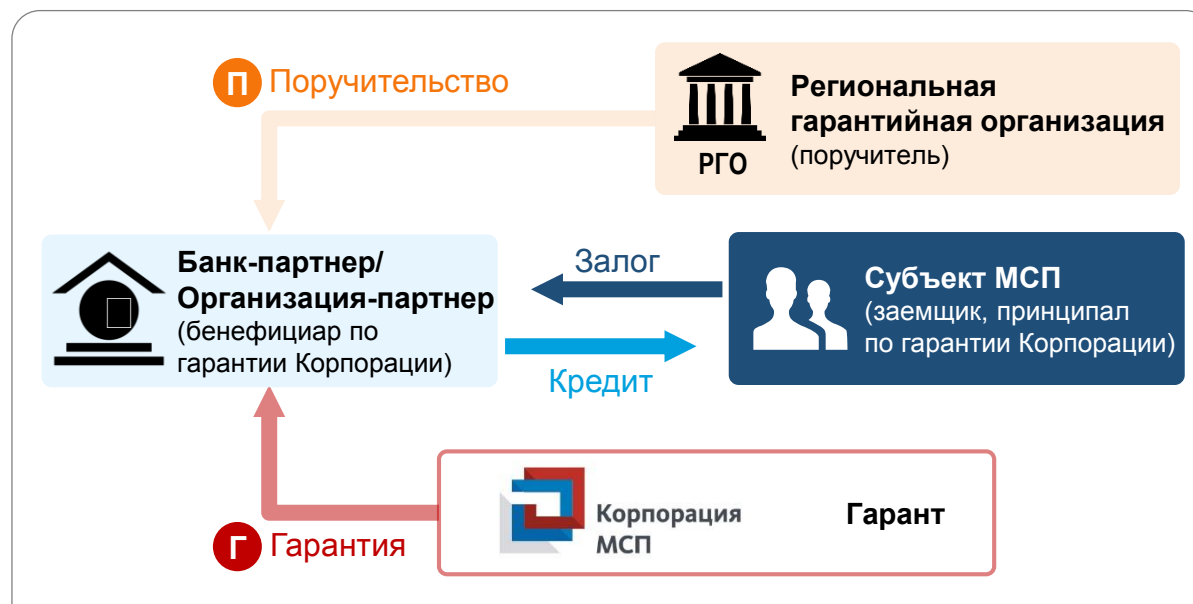 П Поручительство
Региональная
гарантийная организация
(поручитель)
РГО
Банк-партнер/
Организация-партнер
(бенефициар по
гарантии Корпорации)
Залог
Кредит
Субъект МСП
(заемщик, принципал
по гарантии Корпорации)
Корпорация
МСП
Гарант
Г Гарантия